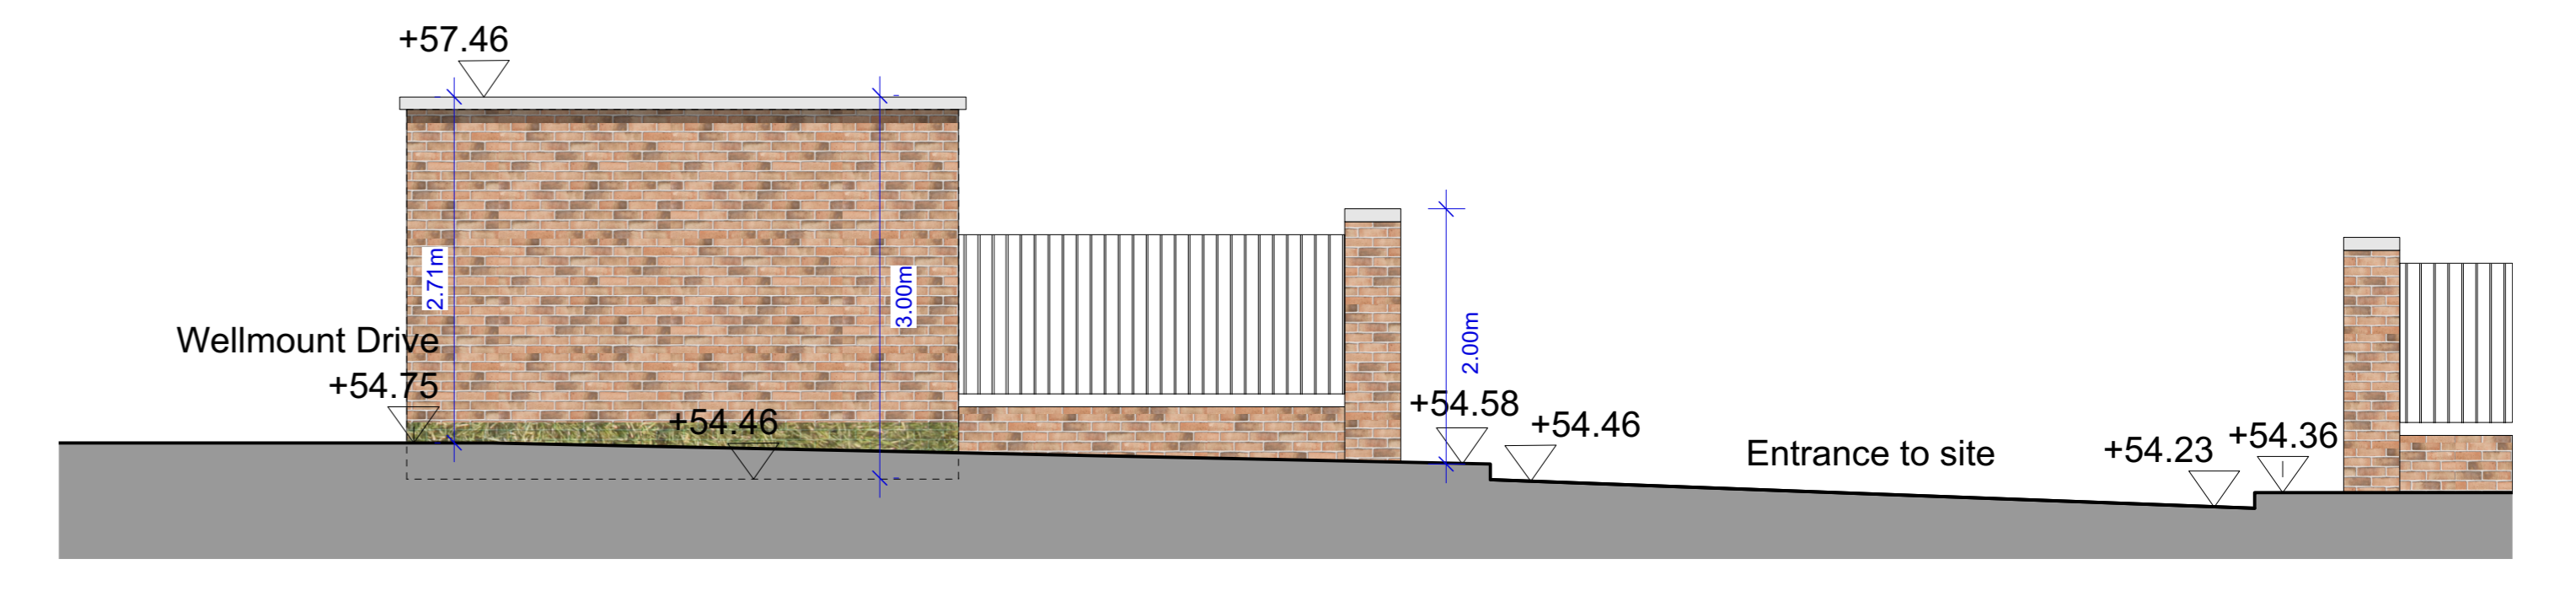 +57.46
2.71m
3.00m
2.00m
Wellmount Drive
+54.75
+54.46
+54.58
+54.46
Entrance to site
+54.23
+54.36